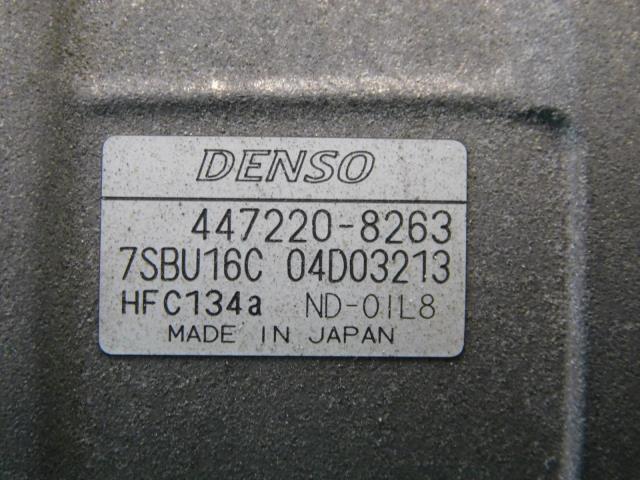 DENSO
447220-8263
7SBU16C 04D03213
HFC134a ND-OIL8
MADE IN JAPAN